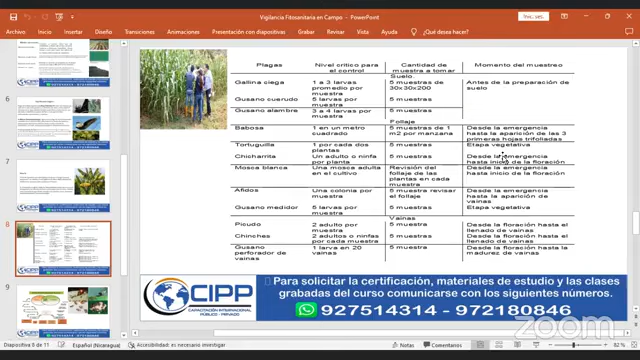 Vigilancia Fitosanitaria en Campo - PowerPoint
Archivo Inicio Insertar Diseño Transiciones Animaciones Presentación con diapositivas Grabar Revisar Vista Ayuda ¿Qué desea hacer?
6
7
8
9
Plagas Nivel critico para el control Cantidad de muestra a tomar Momento del muestreo
Suelo
Gallina ciega 1 a 3 larvas promedio por muestra 5 muestras de 30x30x200 Antes de la preparación de suelo
Gusano cuerudo 5 larvas por muestra 5 muestras
Gusano alambre 3 a 4 larvas por muestra 5 muestras
Follaje
Babosa 1 en un metro cuadrado 5 muestras de 1 m2 por manzana Desde la emergencia hasta la aparición de las 3 primeras hojas trifoliadas
Tortuguilla 1 por cada dos plantas 5 muestras Etapa vegetativa
Chicharrita Un adulto o ninfa por planta 5 muestras Desde la emergencia hasta inicio de la floración
Mosca blanca Una mosca adulta en el cultivo Revisión del follaje de las plantas en cada muestra Desde la emergencia hasta inicio de floración
Afidos Una colonia por muestra 5 muestra revisar el follaje Desde la emergencia hasta la aparición de vainas
Gusano medidor 5 larvas por muestra 5 muestras Etapa vegetativa
Vainas
Picudo 2 adulto por muestra 5 muestra Desde la floración hasta el llenado de vainas
Chinches 2 adultos o ninfas por cada muestra 5 muestras Desde la floración hasta el llenado de vainas
Gusano perforador de vainas 1 larva en 20 vainas 5 muestra Desde la floración hasta la madurez de vainas
CIPP
CAPACITACIÓN INTERNACIONAL
PÚBLICO - PRIVADO
Para solicitar la certificación, materiales de estudio y las clases
grabadas del curso comunicarse con los siguientes números.
927514314 - 972180846
zoom
Diapositiva 8 de 11 Español (Nicaragua) Accesibilidad: es necesario investigar Notas Comentarios 82 %